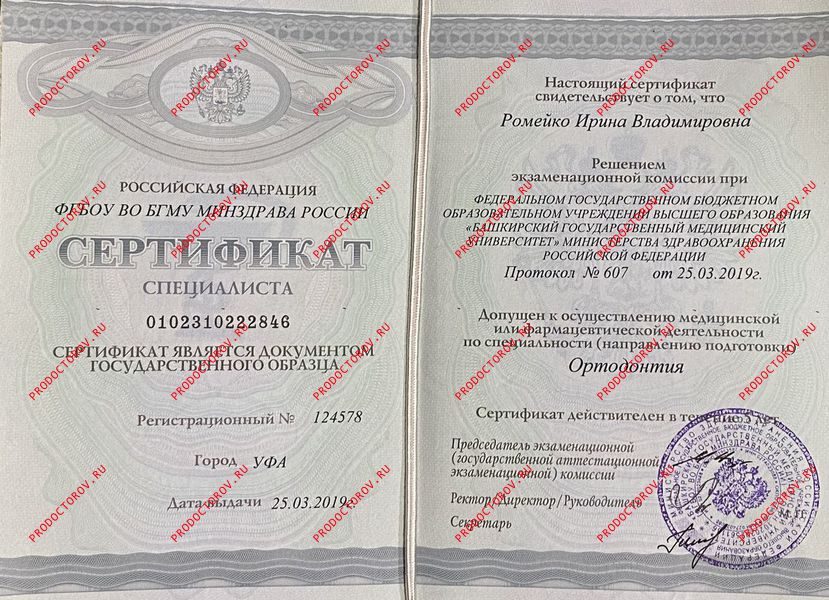 РОССИЙСКАЯ ФЕДЕРАЦИЯ
ФГБОУ ВО БГМУ МИНЗДРАВА РОССИИ
СЕРТИФИКАТ
СПЕЦИАЛИСТА
0102310222846
СЕРТИФИКАТ ЯВЛЯЕТСЯ ДОКУМЕНТОМ
ГОСУДАРСТВЕННОГО ОБРАЗЦА
Регистрационный № 124578
Город УФА
Дата выдачи 25.03.2019г.
Настоящий сертификат
свидетельствует о том, что
Ромейко Ирина Владимировна
Решением
экзаменационной комиссии при
ФЕДЕРАЛЬНОМ ГОСУДАРСТВЕННОМ БЮДЖЕТНОМ
ОБРАЗОВАТЕЛЬНОМ УЧРЕЖДЕНИИ ВЫСШЕГО ОБРАЗОВАНИЯ
«БАШКИРСКИЙ ГОСУДАРСТВЕННЫЙ МЕДИЦИНСКИЙ
УНИВЕРСИТЕТ» МИНИСТЕРСТВА ЗДРАВООХРАНЕНИЯ
РОССИЙСКОЙ ФЕДЕРАЦИИ
Протокол № 607 от 25.03.2019г.
Допущен к осуществлению медицинской
или фармацевтической деятельности
по специальности (направлению подготовки)
Ортодонтия
Сертификат действителен в течение 5 лет
Председатель экзаменационной
(государственной аттестационной
экзаменационной) комиссии
Ректор/Директор/Руководитель
Секретарь
М.П.
PRODOCTOROV.RU